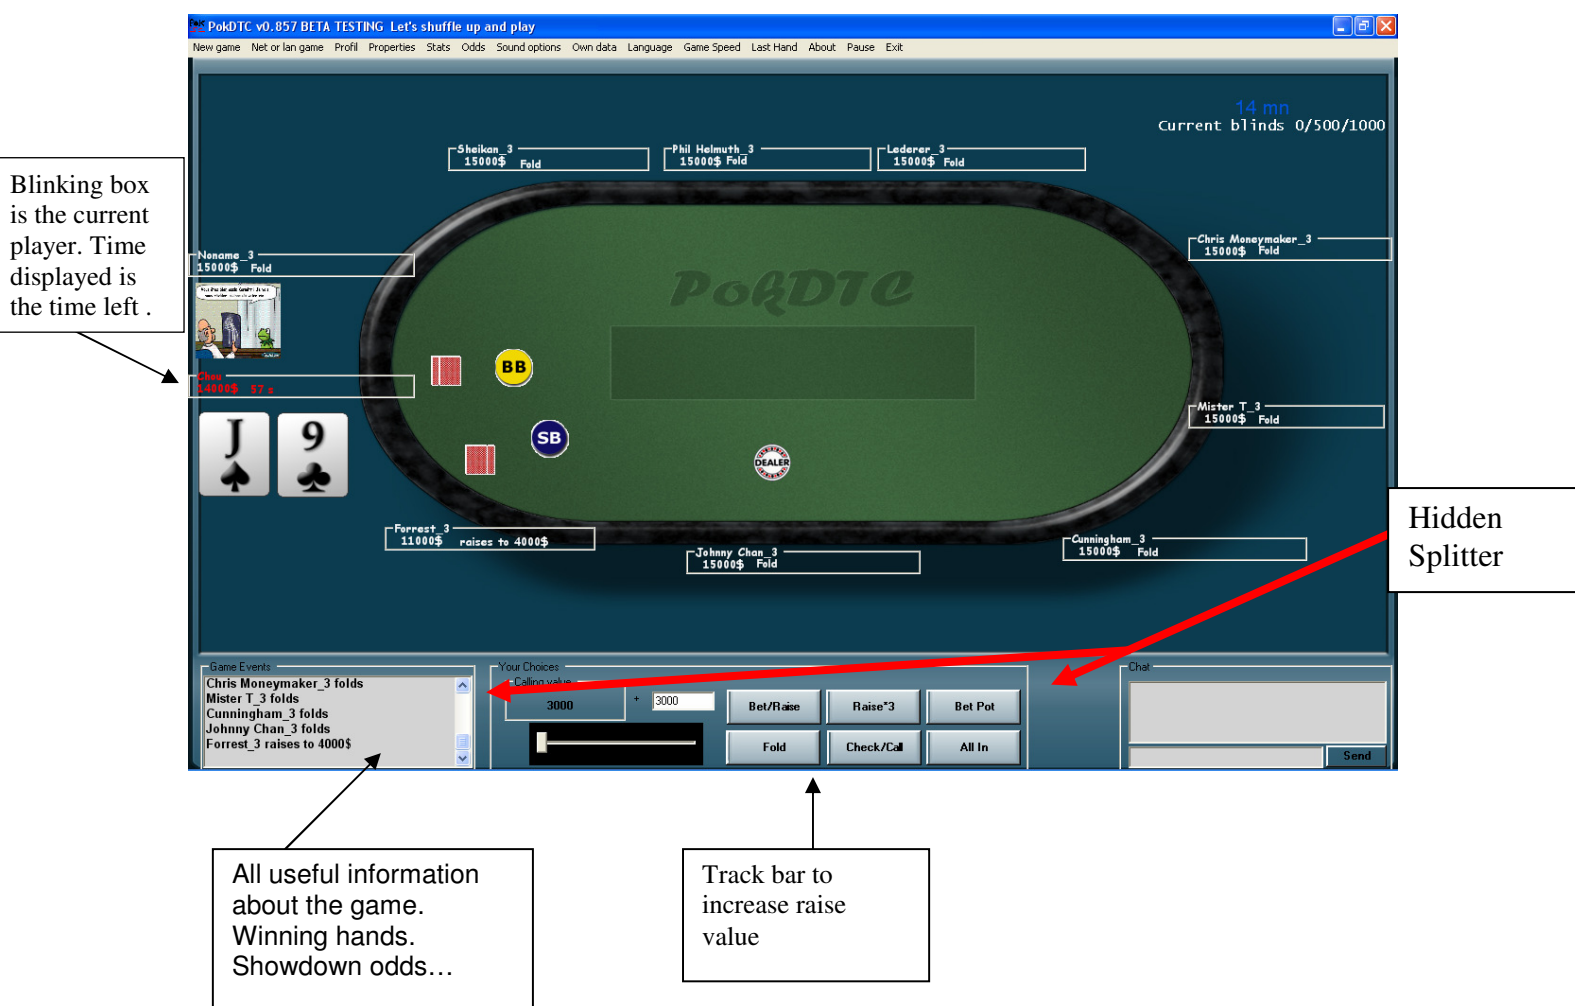 PokDTC v0.857 BETA TESTING Let's shuffle up and play
New game Net or lan game Profil Properties Stats Odds Sound options Own data Language Game Speed Last Hand About Pause Exit
14 mn
Current blinds 0/500/1000
Sheikan_3
15000$ Fold
Phil Helmuth_3
15000$ Fold
Lederer_3
15000$ Fold
Blinking box
is the current
player. Time
displayed is
the time left .
Noname_3
15000$ Fold
Chris Moneymaker_3
15000$ Fold
PokDTC
BB
Chou
14000$ 57 s
Mister T_3
15000$ Fold
J
9
SB
DEALER
Forrest_3
11000$ raises to 4000$
Johnny Chan_3
15000$ Fold
Cunningham_3
15000$ Fold
Hidden
Splitter
Game Events
Chris Moneymaker_3 folds
Mister T_3 folds
Cunningham_3 folds
Johnny Chan_3 folds
Forrest_3 raises to 4000$
Your Choices
Calling value
3000
+
3000
Bet/Raise
Raise*3
Bet Pot
Fold
Check/Call
All In
Chat
Send
All useful information
about the game.
Winning hands.
Showdown odds…
Track bar to
increase raise
value